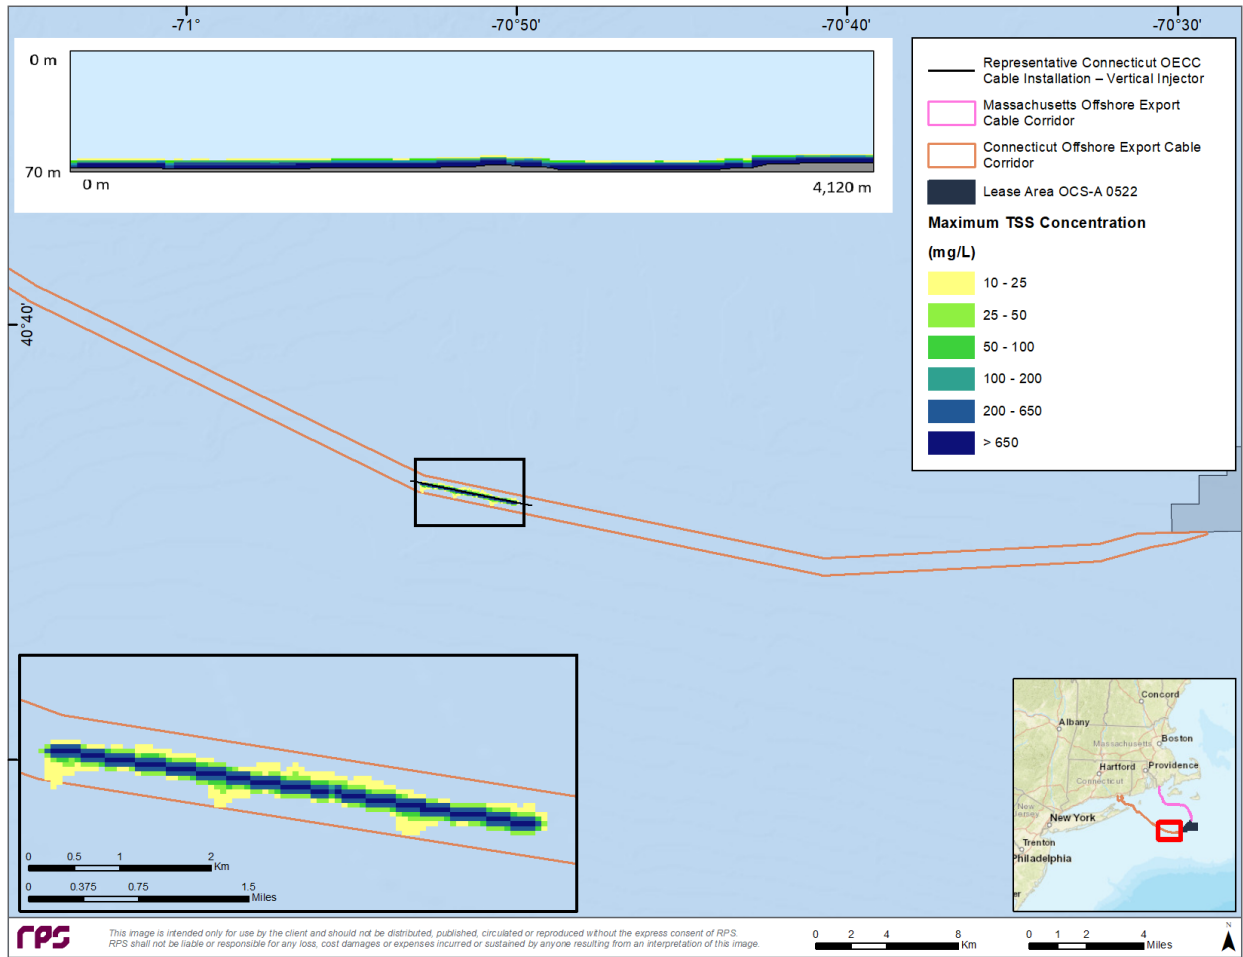 -71°
-70°50'
-70°40'
-70°30'
0 m
70 m
0 m
4,120 m
Representative Connecticut OECC
Cable Installation – Vertical Injector
Massachusetts Offshore Export
Cable Corridor
Connecticut Offshore Export Cable
Corridor
Lease Area OCS-A 0522
Maximum TSS Concentration
(mg/L)
10 - 25
25 - 50
50 - 100
100 - 200
200 - 650
> 650
40°40'
0 0.5 1 2
Km
0 0.375 0.75 1.5
Miles
Concord
Albany
Massachusetts
Boston
Hartford
Providence
Connecticut
New
Jersey
New York
Trenton
Philadelphia
er
rps
This image is intended only for use by the client and should not be distributed, published, circulated or reproduced without the express consent of RPS.
RPS shall not be liable or responsible for any loss, cost damages or expenses incurred or sustained by anyone resulting from an interpretation of this image.
0 2 4 8
Km
0 1 2 4
Miles
N